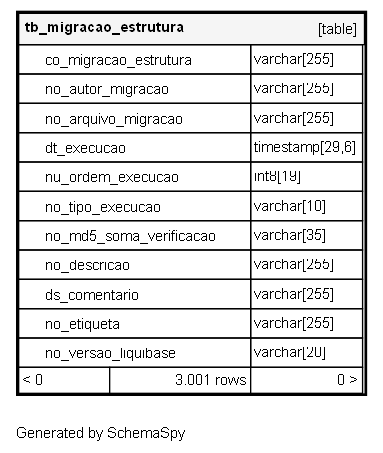 tb_migracao_estrutura [table]
co_migracao_estrutura varchar[255]
no_autor_migracao varchar[255]
no_arquivo_migracao varchar[255]
dt_execucao timestamp[29,6]
nu_ordem_execucao int8[19]
no_tipo_execucao varchar[10]
no_md5_soma_verificacao varchar[35]
no_descricao varchar[255]
ds_comentario varchar[255]
no_etiqueta varchar[255]
no_versao_liquibase varchar[20]
< 0 3.001 rows 0 >
Generated by SchemaSpy